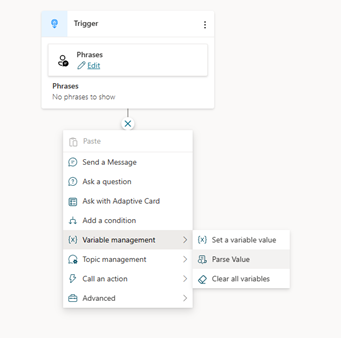 Trigger
Phrases
Edit
Phrases
No phrases to show
Paste
Send a Message
Ask a question
Ask with Adaptive Card
Add a condition
{x} Variable management
{x} Set a variable value
Topic management
Parse Value
Call an action
Clear all variables
Advanced